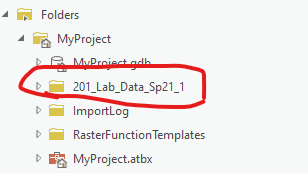 Folders
MyProject
MyProject.gdb
201_Lab_Data_Sp21_1
ImportLog
RasterFunctionTemplates
MyProject.atbx